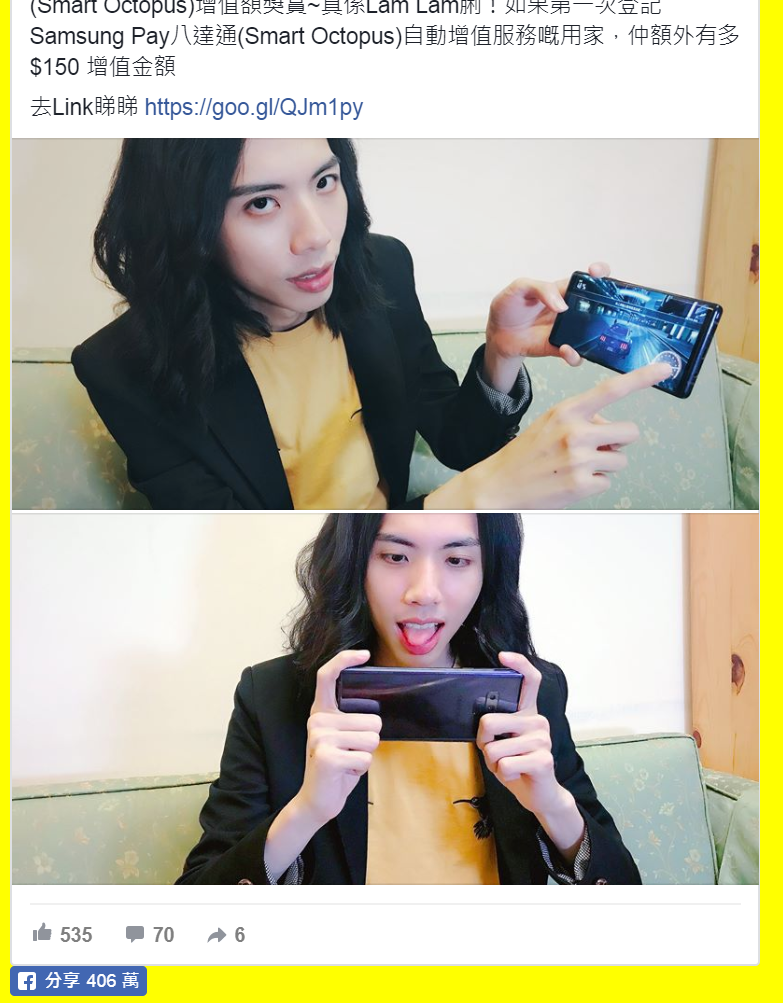 (Smart Octopus)增值額獎賞~真係Lam Lam脷！如果第一次登記
Samsung Pay八達通(Smart Octopus)自動增值服務嘅用家，仲額外有多
$150 增值金額
去Link睇睇 https://goo.gl/QJm1py
535
70
6
分享 406 萬